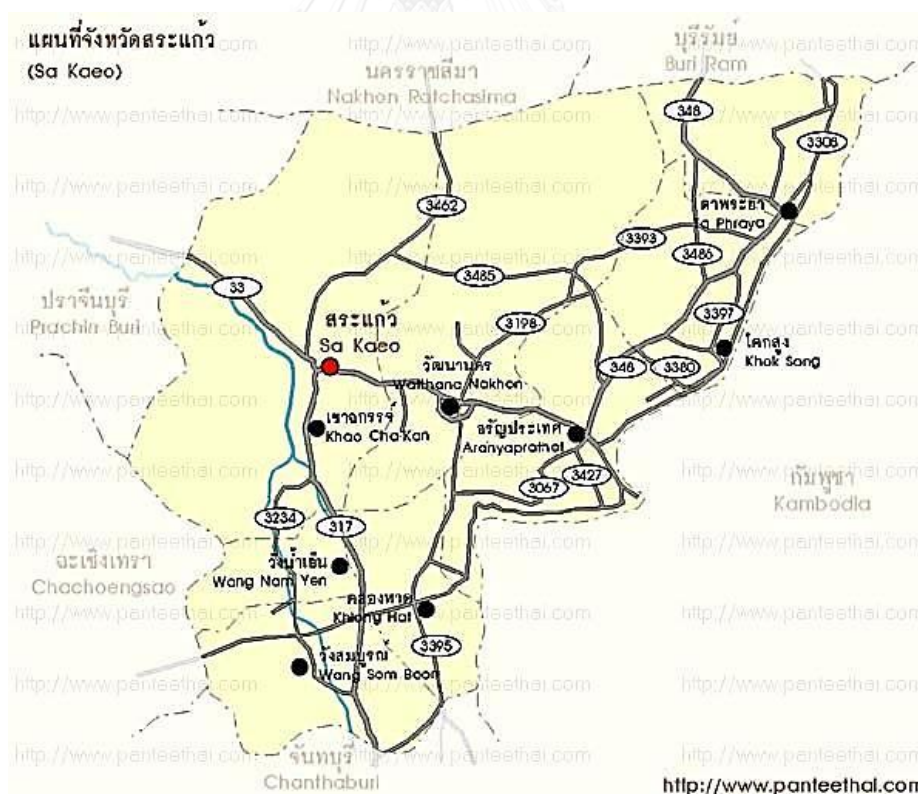 แผนที่จังหวัดสระแก้ว
(Sa Kaeo)
บุรีรัมย์
Buri Ram
นครราชสีมา
Nakhon Ratchasima
348
3308
ตาพระยา
Phraya
3462
3393
3486
3485
33
ปราจีนบุรี
Prachin Buri
สระแก้ว
Sa Kaeo
3198
3397
โคกสูง
Khok Song
วัฒนานคร
Watthana Nakhon
348
3380
เขาฉกรรจ์
Khao Cha-Kan
อรัญประเทศ
Aranyaprathet
3067
3427
กัมพูชา
Kambodia
3234
317
วังน้ำเย็น
Wang Nam Yen
ฉะเชิงเทรา
Chachoengsao
คลองหาด
Khlong Hat
3395
วังสมบูรณ์
Wang Som Boon
จันทบุรี
Chanthaburi
http://www.panteethai.com